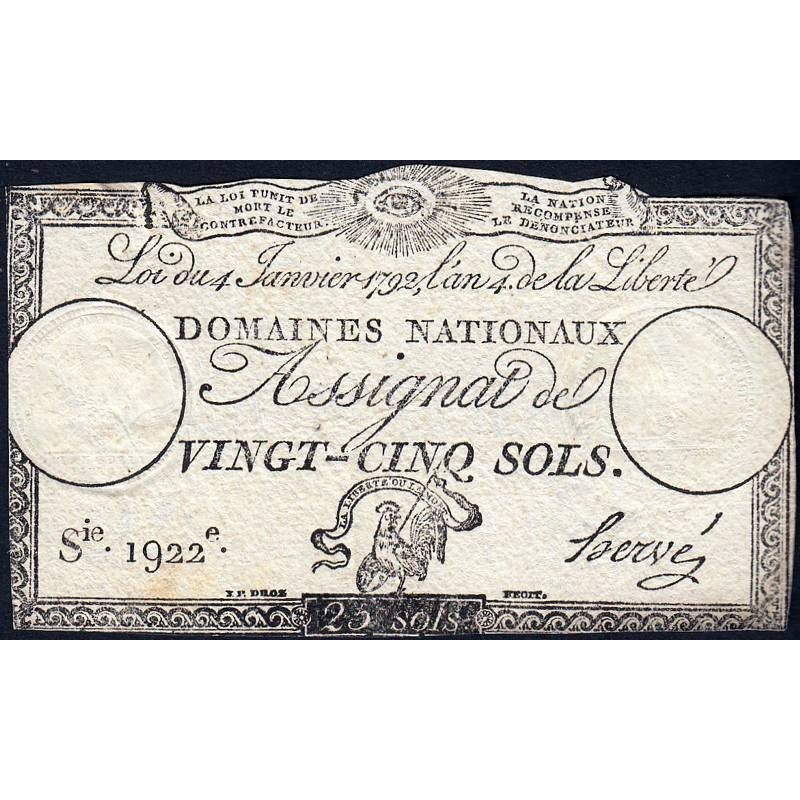 LA LOI PUNIT DE
MORT LE
CONTREFACTEUR
LA NATION
RECOMPENSE
LE DENONCIATEUR
Loi du 4 Janvier 1792, l'an 4. de la Liberté
DOMAINES NATIONAUX
Assignat de
VINGT-CINQ SOLS.
LA LIBERTÉ OU LA MORT
Sie. 1922e.
Hervé
J.P. DROZ FECIT.
25 sols